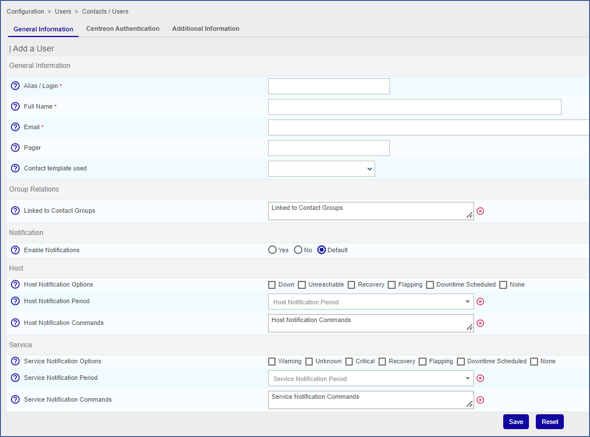 Configuration > Users > Contacts / Users
General Information Centreon Authentication Additional Information
| Add a User
General Information
Alias / Login *
Full Name *
Email *
Pager
Contact template used
Group Relations
Linked to Contact Groups Linked to Contact Groups
Notification
Enable Notifications Yes No Default
Host
Host Notification Options Down Unreachable Recovery Flapping Downtime Scheduled None
Host Notification Period Host Notification Period
Host Notification Commands Host Notification Commands
Service
Service Notification Options Warning Unknown Critical Recovery Flapping Downtime Scheduled None
Service Notification Period Service Notification Period
Service Notification Commands Service Notification Commands
Save Reset